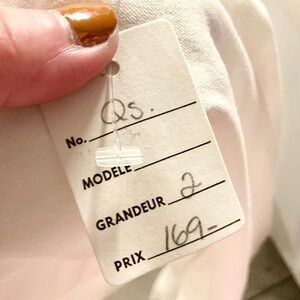 No. Qs.
MODELE
GRANDEUR 2
PRIX 169-